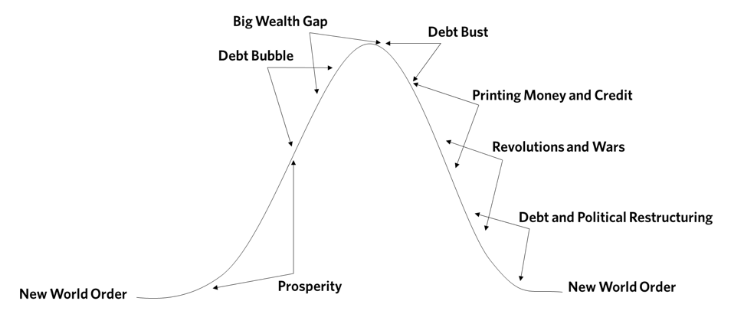 Big Wealth Gap
Debt Bust
Debt Bubble
Printing Money and Credit
Revolutions and Wars
Debt and Political Restructuring
Prosperity
New World Order
New World Order